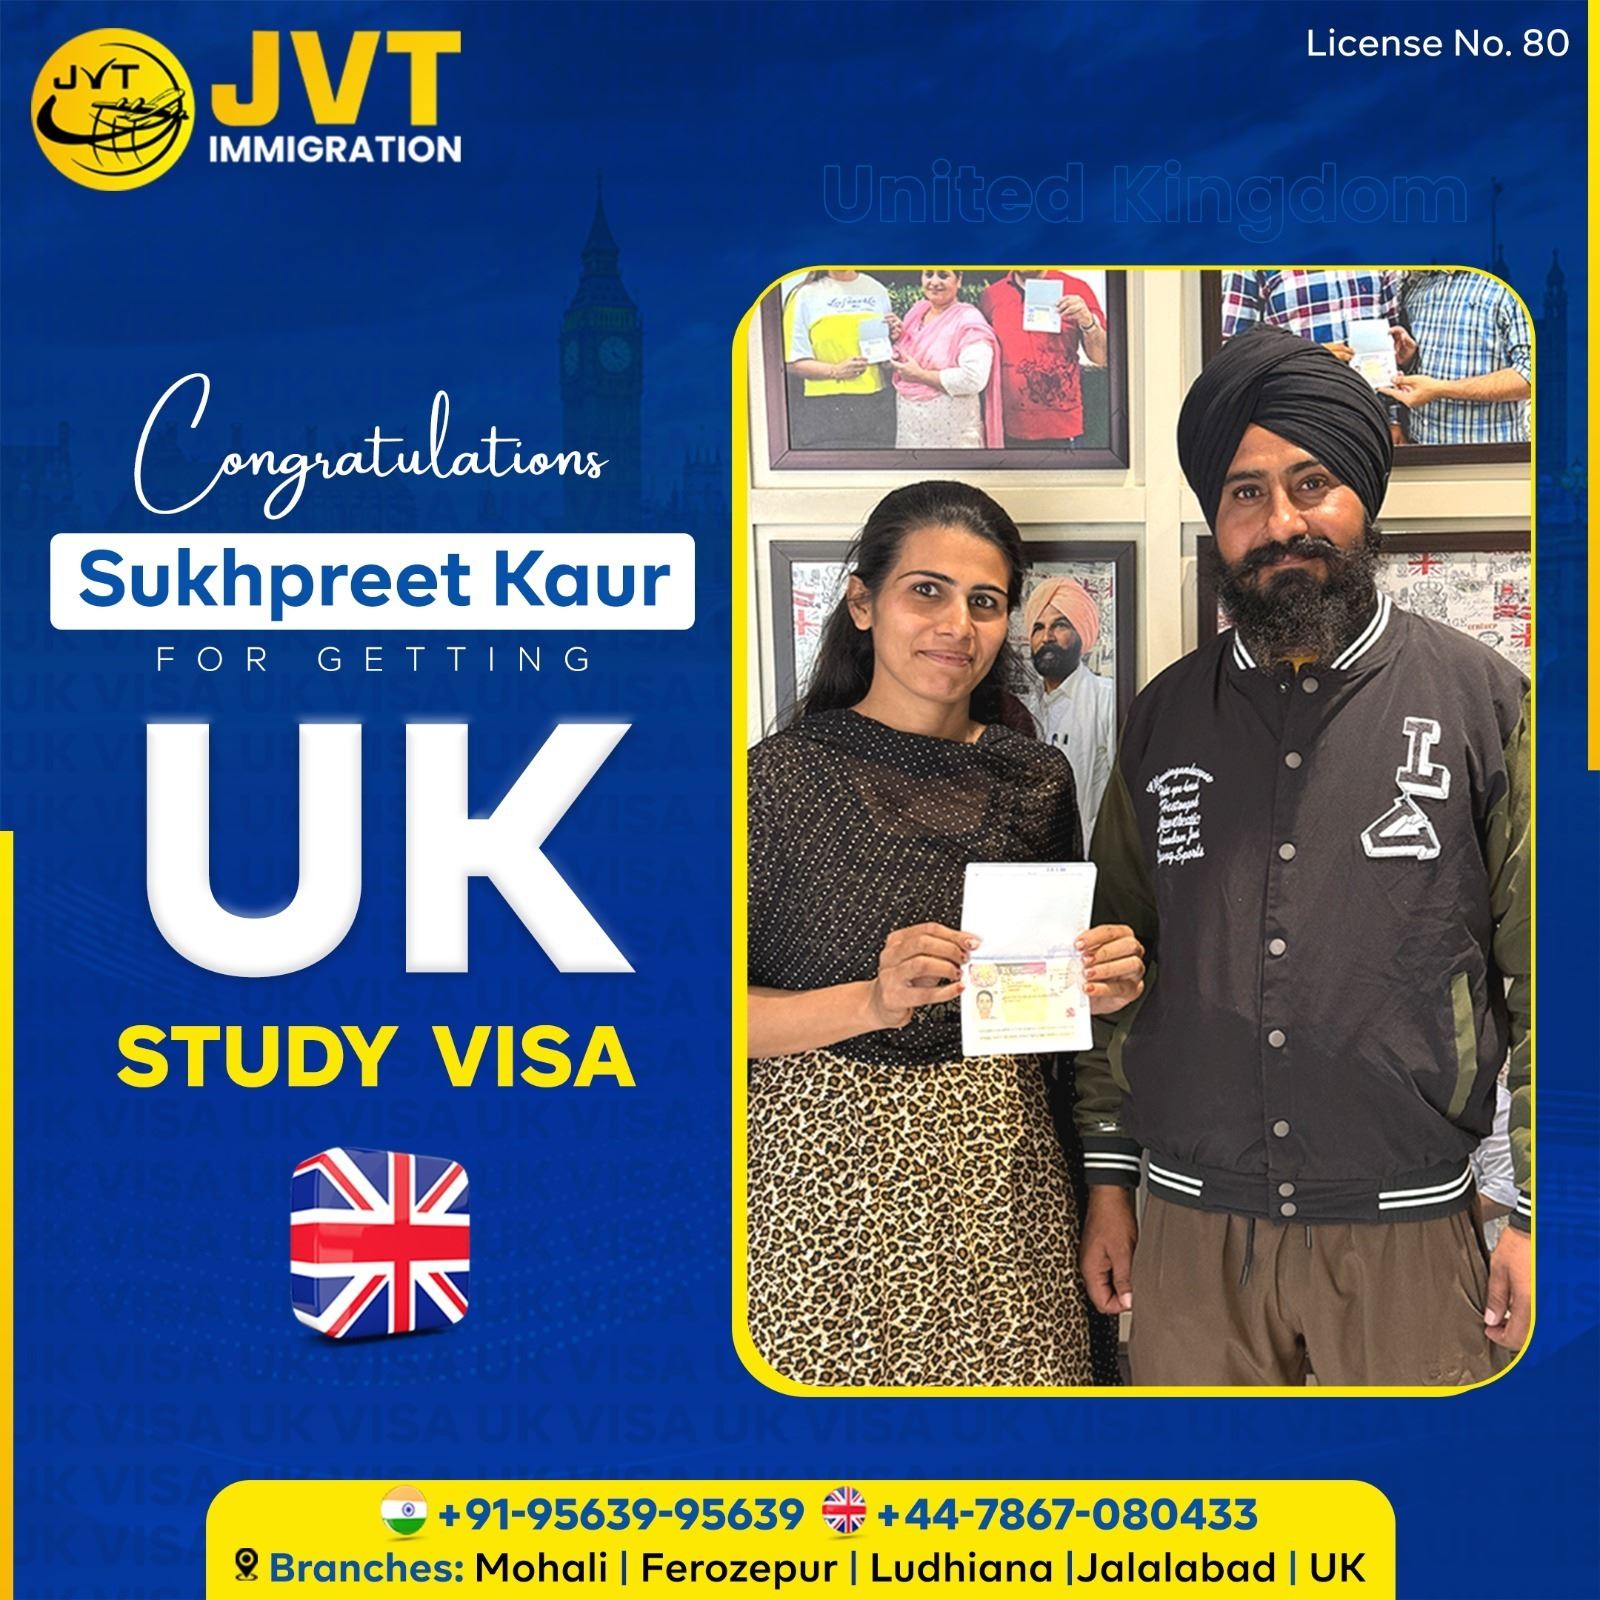 JVT
JVT
IMMIGRATION
License No. 80
United Kingdom
Congratulations
Sukhpreet Kaur
FOR GETTING
UK
STUDY VISA
+91-95639-95639 +44-7867-080433
Branches: Mohali | Ferozepur | Ludhiana |Jalalabad | UK